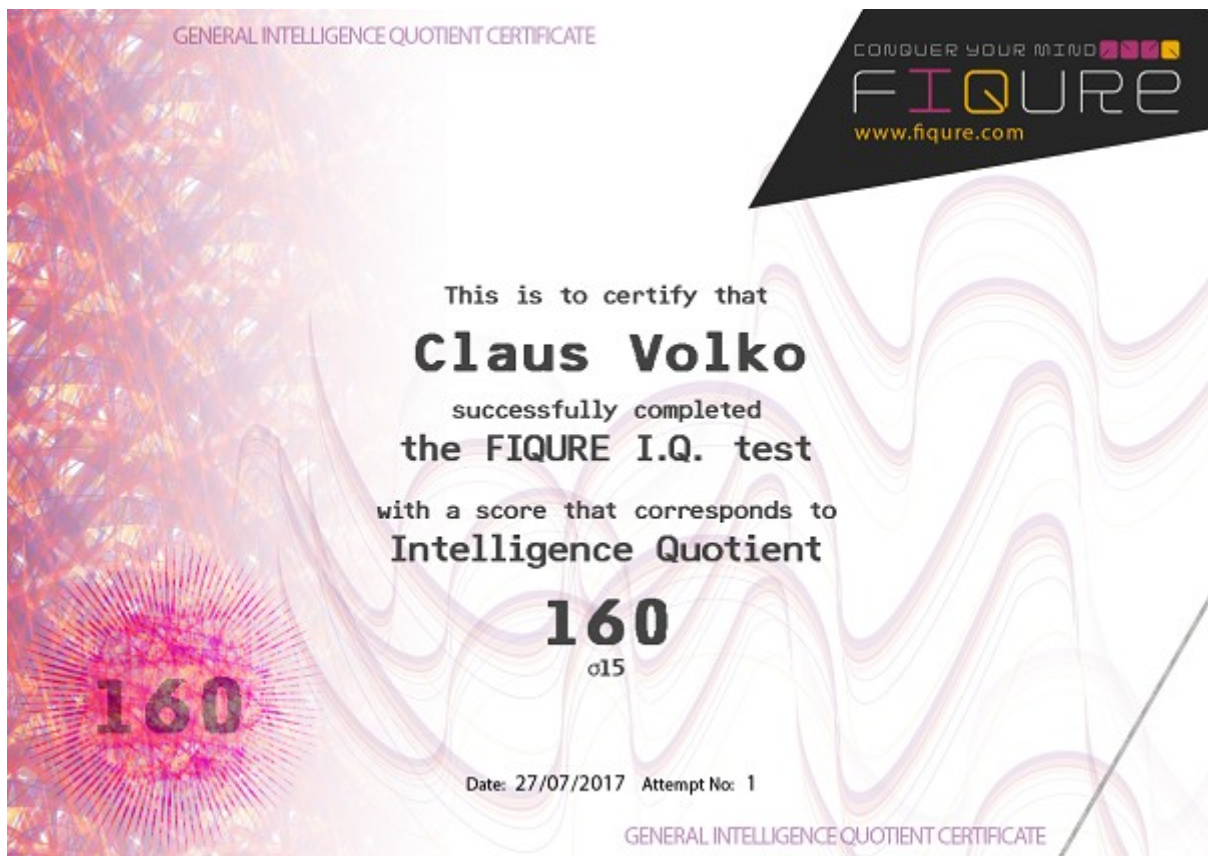 GENERAL INTELLIGENCE QUOTIENT CERTIFICATE
CONQUER YOUR MIND
FIQURE
www.fiqure.com
This is to certify that
Claus Volko
successfully completed
the FIQURE I.Q. test
with a score that corresponds to
Intelligence Quotient
160
σ15
160
Date: 27/07/2017 Attempt No: 1
GENERAL INTELLIGENCE QUOTIENT CERTIFICATE